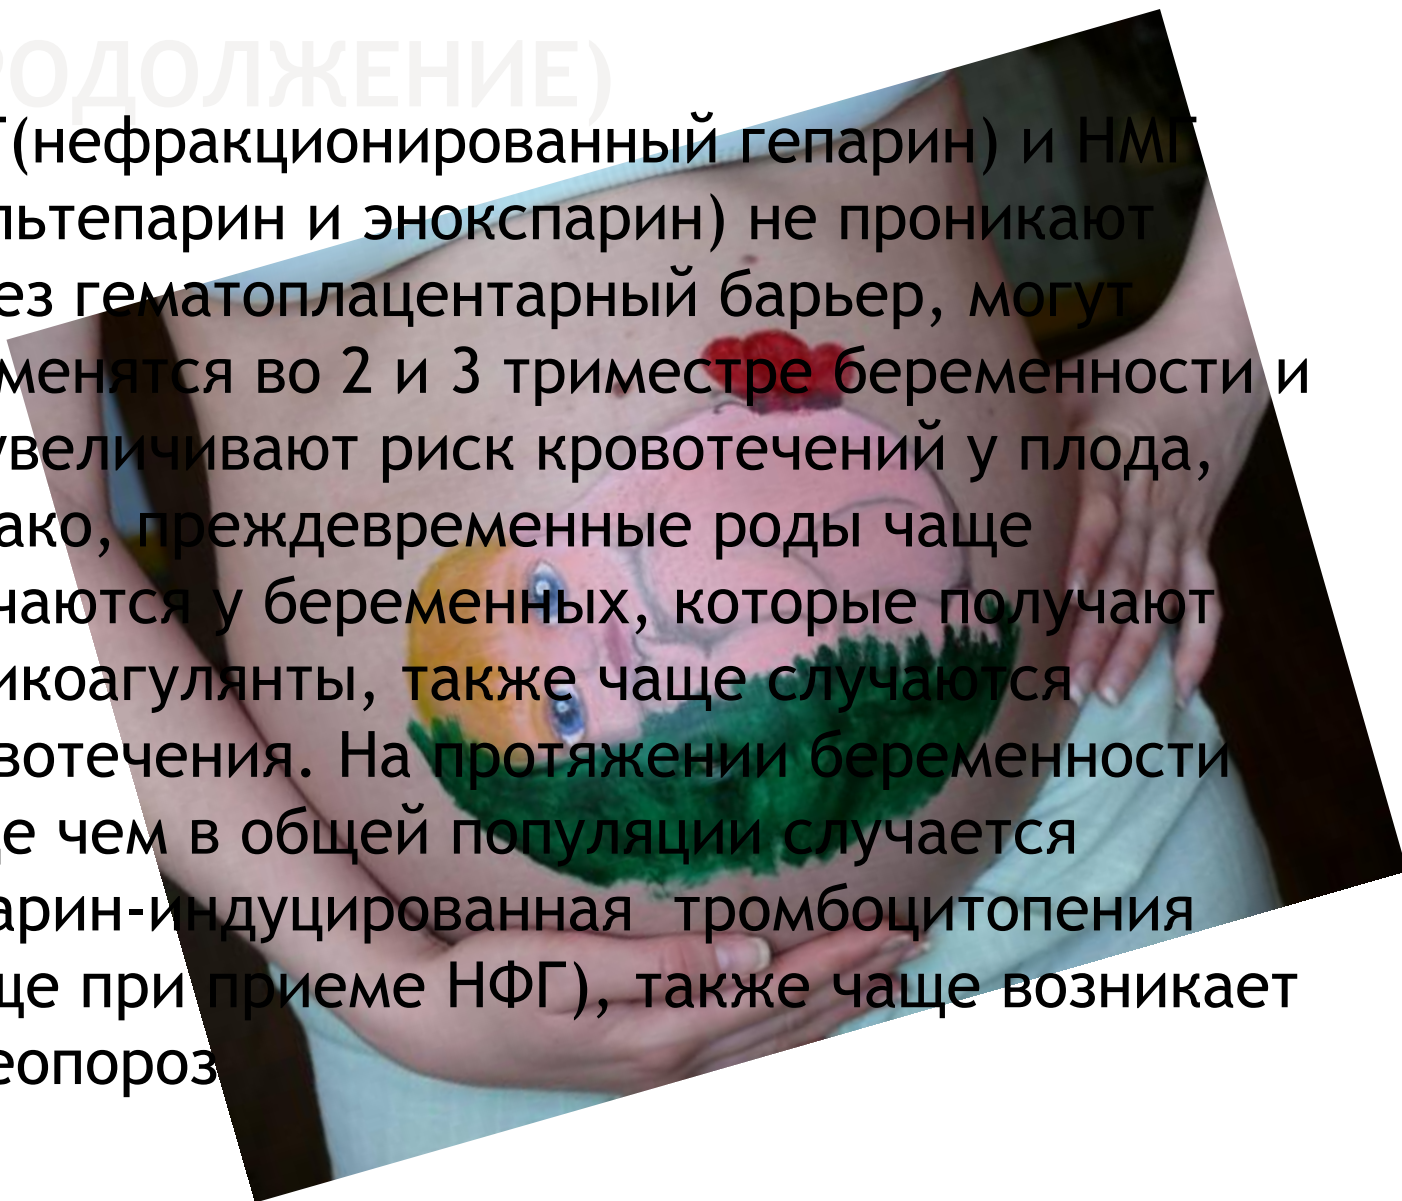 РОДОЛЖЕНИЕ)
Г(нефракционированный гепарин) и НМГ
льтепарин и эноксπарин) не проникают
ез гематоплацентарный барьер, могут
менятся во 2 и 3 триместре беременности и
увеличивают риск кровотечений у плода,
ако, преждевременные роды чаще
чаются у беременных, которые получают
икоагулянты, также чаще случаются
вотечения. На протяжении беременности
е чем в общей популяции случается
арин-индуцированная тромбоцитопения
ще при приеме НФГ), также чаще возникает
еопороз